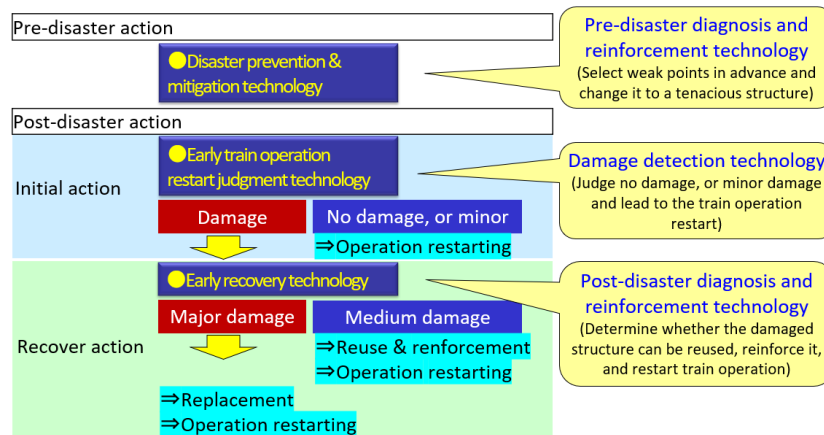 Pre-disaster action
●Disaster prevention &
mitigation technology
Pre-disaster diagnosis and
reinforcement technology
(Select weak points in advance and
change it to a tenacious structure)
Post-disaster action
Initial action
●Early train operation
restart judgment technology
Damage detection technology
(Judge no damage, or minor damage
and lead to the train operation
restart)
Damage
No damage, or minor
⇒Operation restarting
Recover action
●Early recovery technology
Post-disaster diagnosis and
reinforcement technology
(Determine whether the damaged
structure can be reused, reinforce it,
and restart train operation)
Major damage
Medium damage
⇒Reuse & renforcement
⇒Operation restarting
⇒Replacement
⇒Operation restarting